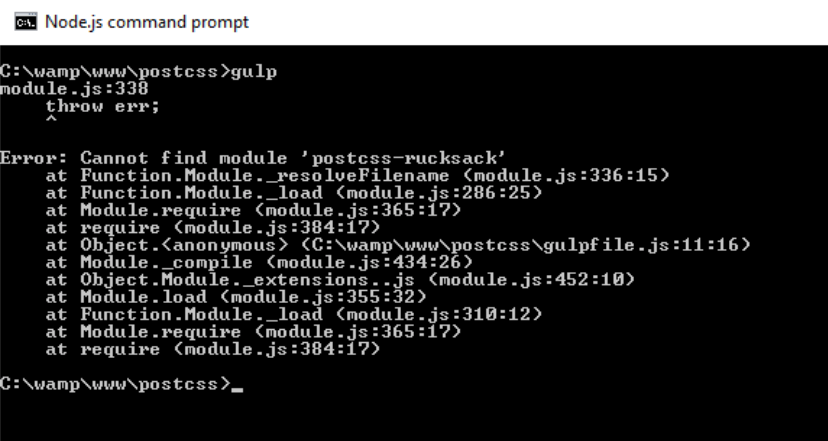 Node.js command prompt
C:\wamp\www\postcss>gulp
module.js:338
    throw err;
    ^
Error: Cannot find module 'postcss-rucksack'
    at Function.Module._resolveFilename (module.js:336:15)
    at Function.Module._load (module.js:286:25)
    at Module.require (module.js:365:17)
    at require (module.js:384:17)
    at Object.<anonymous> (C:\wamp\www\postcss\gulpfile.js:11:16)
    at Module._compile (module.js:434:26)
    at Object.Module._extensions..js (module.js:452:10)
    at Module.load (module.js:355:32)
    at Function.Module._load (module.js:310:12)
    at Module.require (module.js:365:17)
    at require (module.js:384:17)
C:\wamp\www\postcss>_